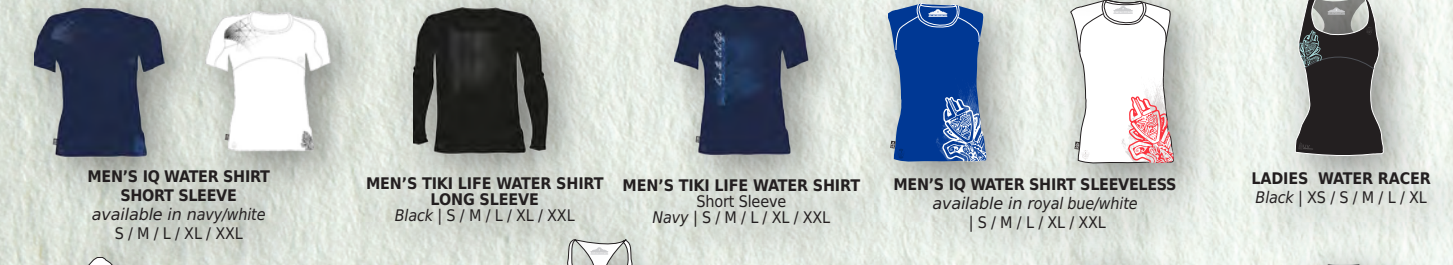 MEN'S IQ WATER SHIRT
SHORT SLEEVE
available in navy/white
S / M / L / XL / XXL
MEN'S TIKI LIFE WATER SHIRT
LONG SLEEVE
Black | S / M / L / XL / XXL
MEN'S TIKI LIFE WATER SHIRT
Short Sleeve
Navy | S / M / L / XL / XXL
MEN'S IQ WATER SHIRT SLEEVELESS
available in royal bue/white
| S / M / L / XL / XXL
LADIES WATER RACER
Black | XS / S / M / L / XL